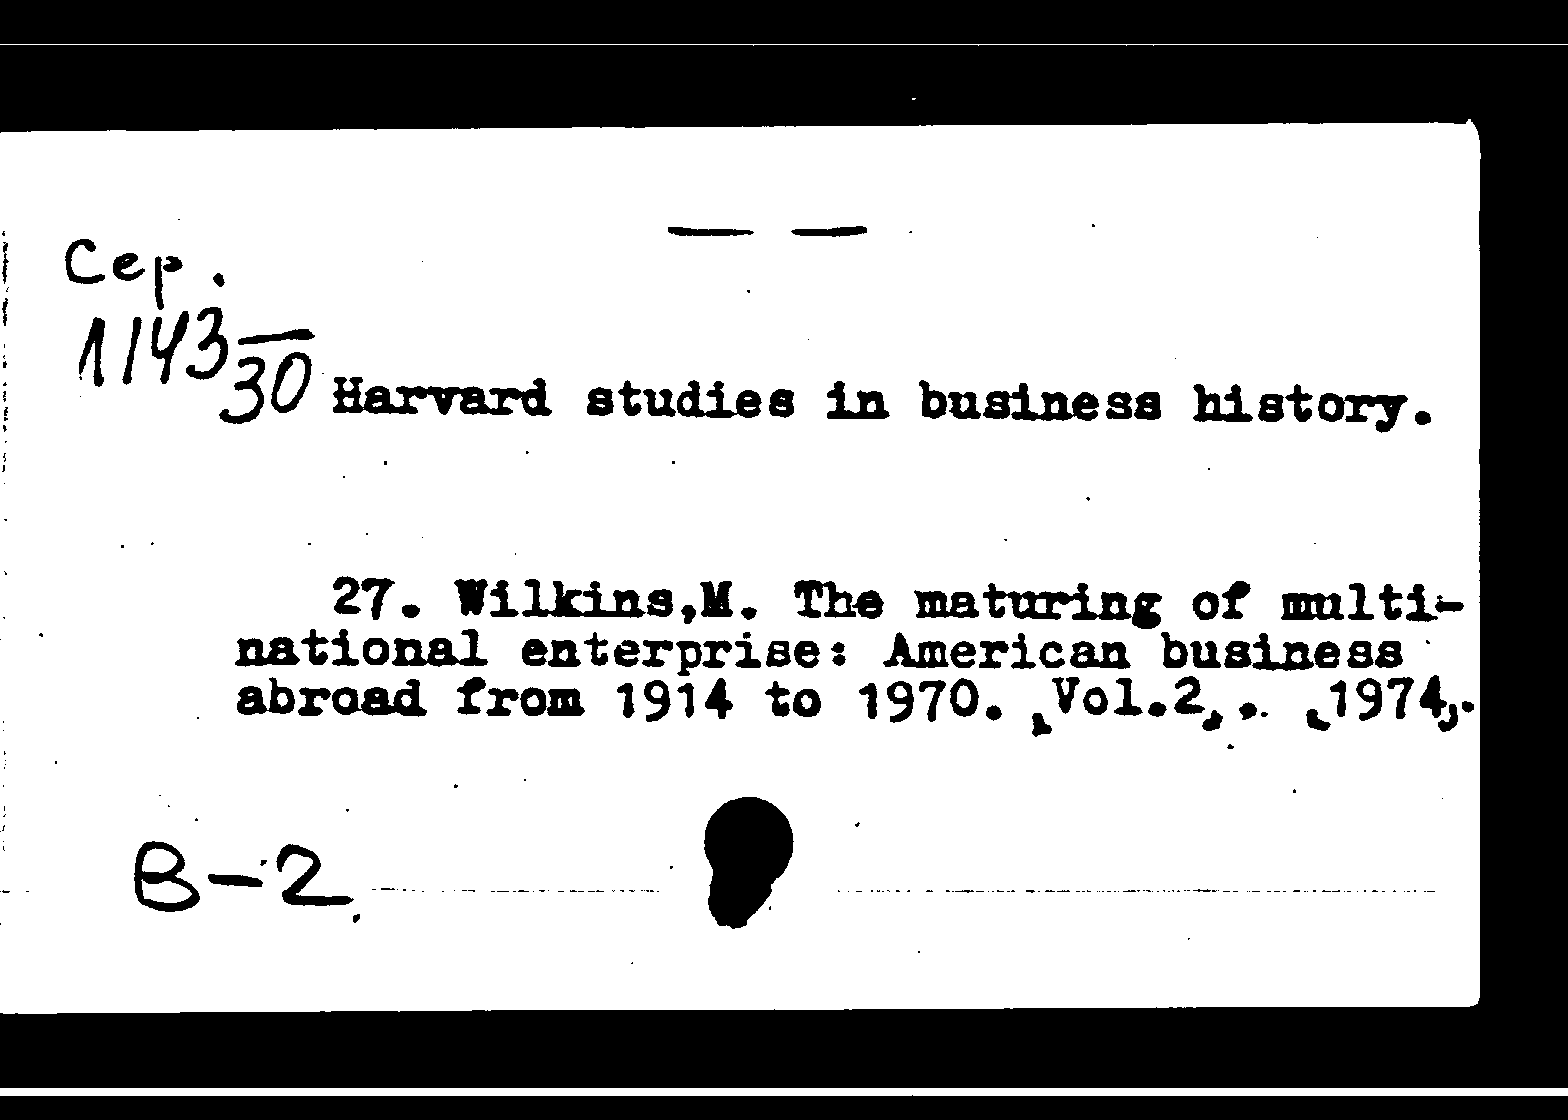 — —
Сер.
1143
30
Harvard studies in business history.
27. Wilkins,M. The maturing of multi-
national enterprise: American business
abroad from 1914 to 1970. [Vol.2]. [1974].
В-2